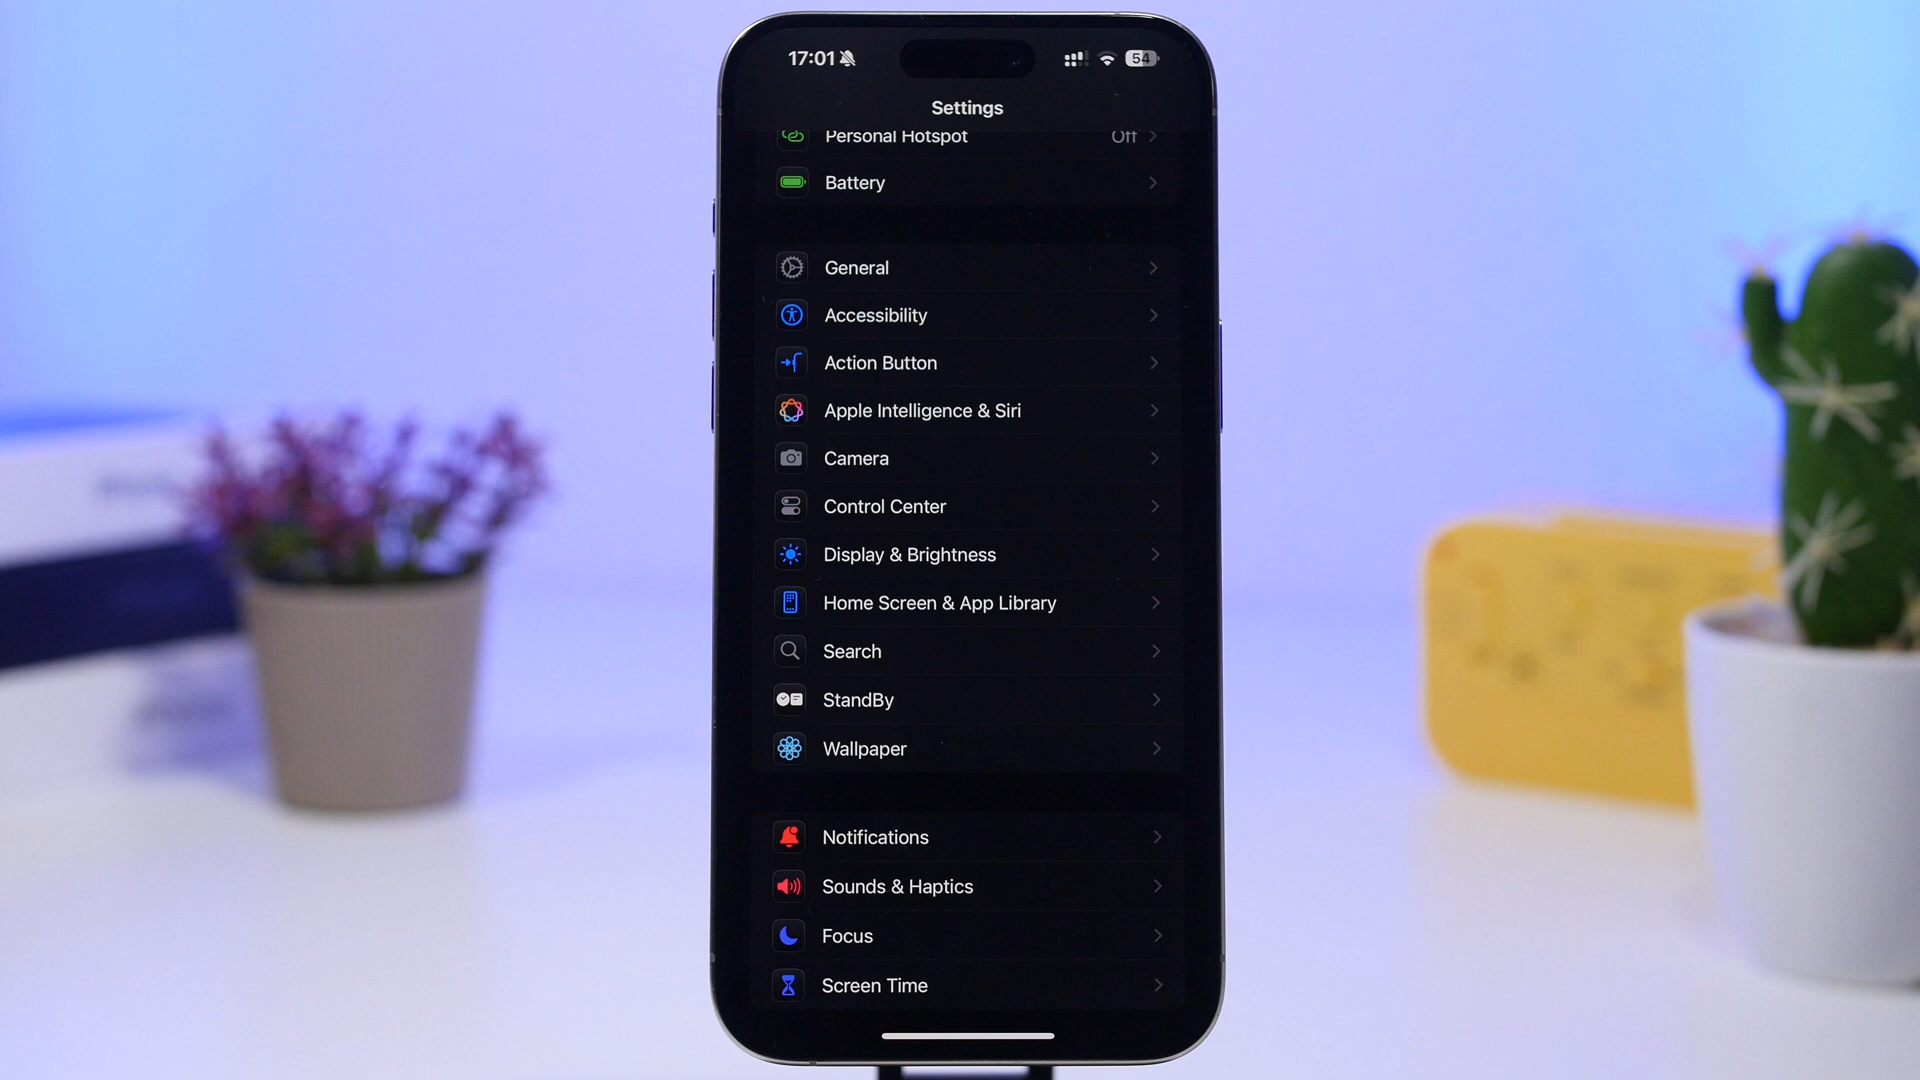 17:01
54
Settings
Personal Hotspot Off
Battery
General
Accessibility
Action Button
Apple Intelligence & Siri
Camera
Control Center
Display & Brightness
Home Screen & App Library
Search
StandBy
Wallpaper
Notifications
Sounds & Haptics
Focus
Screen Time